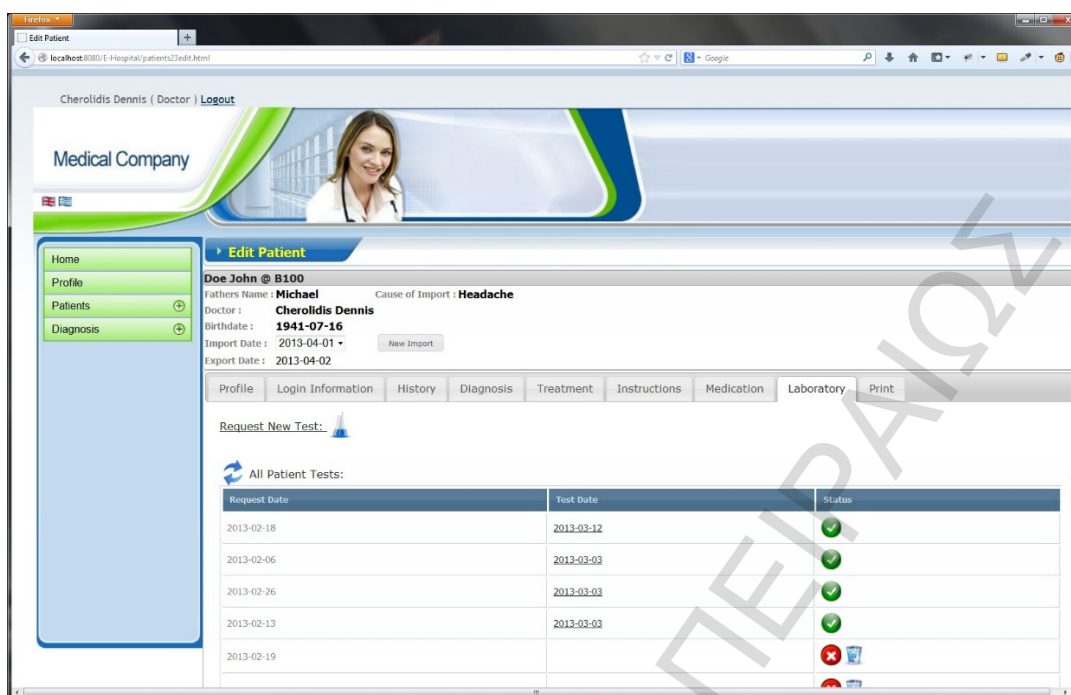 Firefox
Edit Patient
localhost:8080/E-Hospital/patients23edit.html
Google
Cherolidis Dennis ( Doctor ) Logout
Medical Company
Edit Patient
Home
Profile
Patients
Diagnosis
Doe John @ B100
Fathers Name : Michael Cause of Import : Headache
Doctor : Cherolidis Dennis
Birthdate : 1941-07-16
Import Date : 2013-04-01 New Import
Export Date : 2013-04-02
Profile Login Information History Diagnosis Treatment Instructions Medication Laboratory Print
Request New Test:
All Patient Tests:
Request Date Test Date Status
2013-02-18 2013-03-12
2013-02-06 2013-03-03
2013-02-26 2013-03-03
2013-02-13 2013-03-03
2013-02-19
ΠΕΙΡΑΙΩΣ